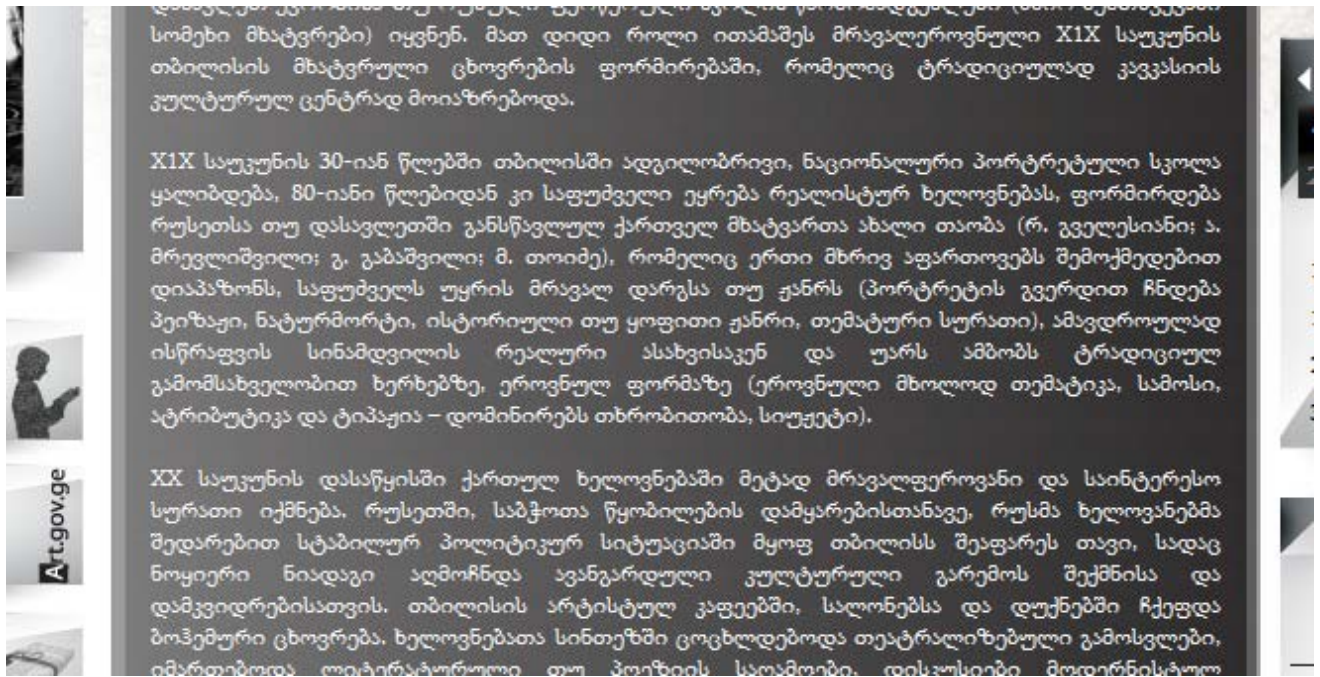 სომეხი მხატვრები) იყვნენ. მათ დიდი როლი ითამაშეს მრავალეროვნული X1X საუკუნის
თბილისის მხატვრული ცხოვრების ფორმირებაში, რომელიც ტრადიციულად კავკასიის
კულტურულ ცენტრად მოიაზრებოდა.
X1X საუკუნის 30-იან წლებში თბილისში ადგილობრივი, ნაციონალური პორტრეტული სკოლა
ყალიბდება, 80-იანი წლებიდან კი საფუძველი ეყრება რეალისტურ ხელოვნებას, ფორმირდება
რუსეთსა თუ დასავლეთში განსწავლულ ქართველ მხატვართა ახალი თაობა (რ. გველესიანი; ა.
მრევლიშვილი; გ. გაბაშვილი; მ. თოიძე), რომელიც ერთი მხრივ აფართოვებს შემოქმედებით
დიაპაზონს, საფუძველს უყრის მრავალ დარგსა თუ ჟანრს (პორტრეტის გვერდით ჩნდება
პეიზაჟი, ნატურმორტი, ისტორიული თუ ყოფითი ჟანრი, თემატური სურათი), ამავდროულად
ისწრაფვის სინამდვილის რეალური ასახვისაკენ და უარს ამბობს ტრადიციულ
გამომსახველობით ხერხებზე, ეროვნულ ფორმაზე (ეროვნული მხოლოდ თემატიკა, სამოსი,
ატრიბუტიკა და ტიპაჟია – დომინირებს თხრობითობა, სიუჟეტი).
XX საუკუნის დასაწყისში ქართულ ხელოვნებაში მეტად მრავალფეროვანი და საინტერესო
სურათი იქმნება. რუსეთში, საბჭოთა წყობილების დამყარებისთანავე, რუსმა ხელოვანებმა
შედარებით სტაბილურ პოლიტიკურ სიტუაციაში მყოფ თბილისს შეაფარეს თავი, სადაც
ნოყიერი ნიადაგი აღმოჩნდა ავანგარდული კულტურული გარემოს შექმნისა და
დამკვიდრებისათვის. თბილისის არტისტულ კაფეებში, სალონებსა და დუქნებში ჩქეფდა
ბოჰემური ცხოვრება. ხელოვნებათა სინთეზში ცოცხლდებოდა თეატრალიზებული გამოსვლები,
იმართებოდა ლიტერატურული თუ პოეზიის საღამოები, დისკუსიები მოდერნისტულ
Art.gov.ge